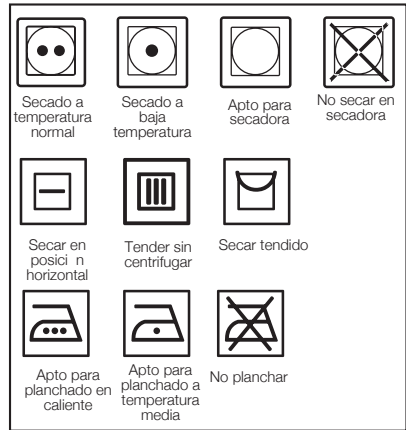 Secado a
temperatura
normal
Secado a
baja
temperatura
Apto para
secadora
No secar en
secadora
Secar en
posici n
horizontal
Tender sin
centrifugar
Secar tendido
Apto para
planchado en
caliente
Apto para
planchado a
temperatura
media
No planchar